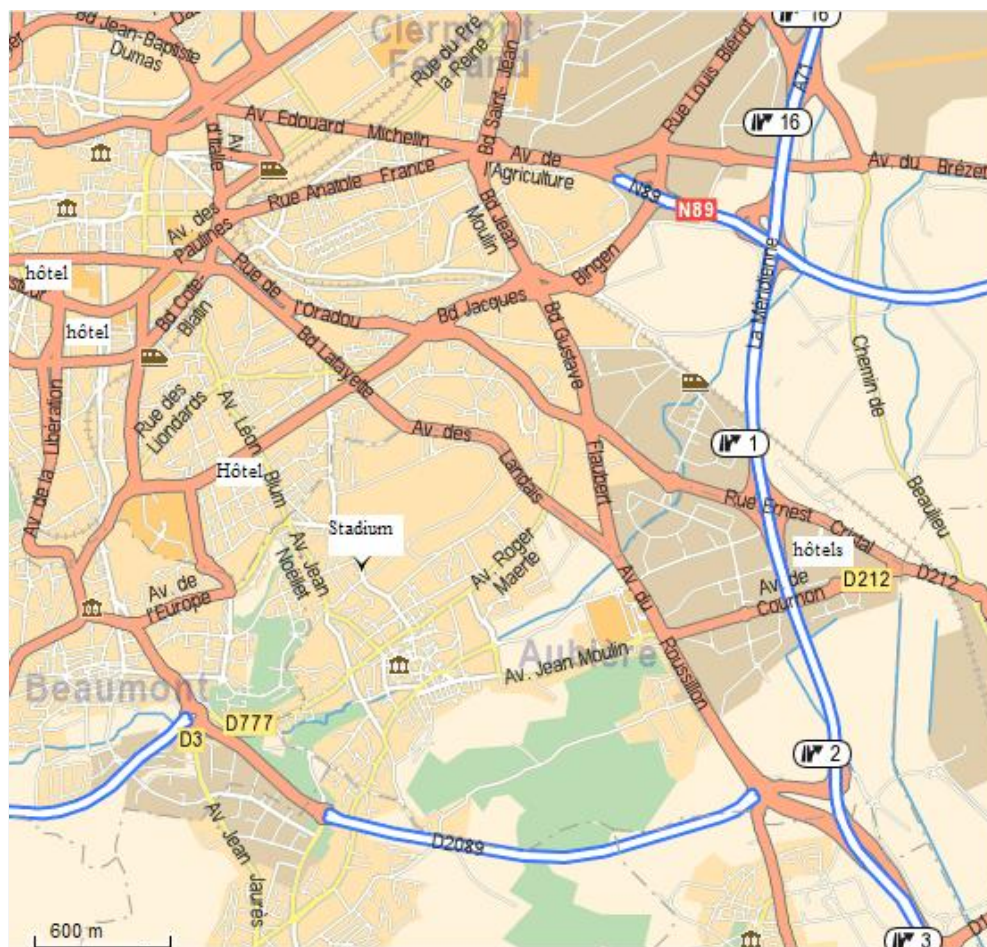 Clermont-
Ferrand
Bd Jean-Baptiste
Dumas
Rue du Pré
la Reine
Bd Saint-Jean
Rue Louis Blériot
16
A71
16
Av. Edouard Michelin
Av. de
l'Agriculture
Av. du Brézet
d'Italie
Av.
Rue Anatole France
N89
N89
Av. des
Paulines
Bd Jean
Moulin
Bingen
hôtel
Rue de
l'Oradou
Bd Jacques
La Méridienne
hôtel
Bd Cote-
Blatin
Bd Lafayette
Bd Gustave
Flaubert
Chemin de
Beaulieu
Av. de la Liberation
Rue des
Liondards
Av. Léon
Blum
Av. des
Landais
1
Hôtel
Rue Ernest
Cristal
Stadium
hôtels
Av. Jean
Noellet
Av. Roger
Maerte
Av. de
Cournon
D212
D212
Av. de
l'Europe
Av. du
Roussillon
Aubière
Av. Jean Moulin
Beaumont
D777
D3
2
Av. Jean
Jaurès
D2089
600 m
3